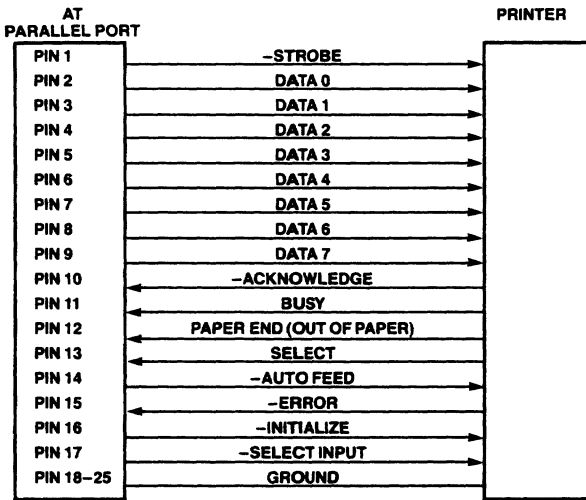 AT
PARALLEL PORT
PRINTER
PIN 1 –STROBE
PIN 2 DATA 0
PIN 3 DATA 1
PIN 4 DATA 2
PIN 5 DATA 3
PIN 6 DATA 4
PIN 7 DATA 5
PIN 8 DATA 6
PIN 9 DATA 7
PIN 10 –ACKNOWLEDGE
PIN 11 BUSY
PIN 12 PAPER END (OUT OF PAPER)
PIN 13 SELECT
PIN 14 –AUTO FEED
PIN 15 –ERROR
PIN 16 –INITIALIZE
PIN 17 –SELECT INPUT
PIN 18–25 GROUND